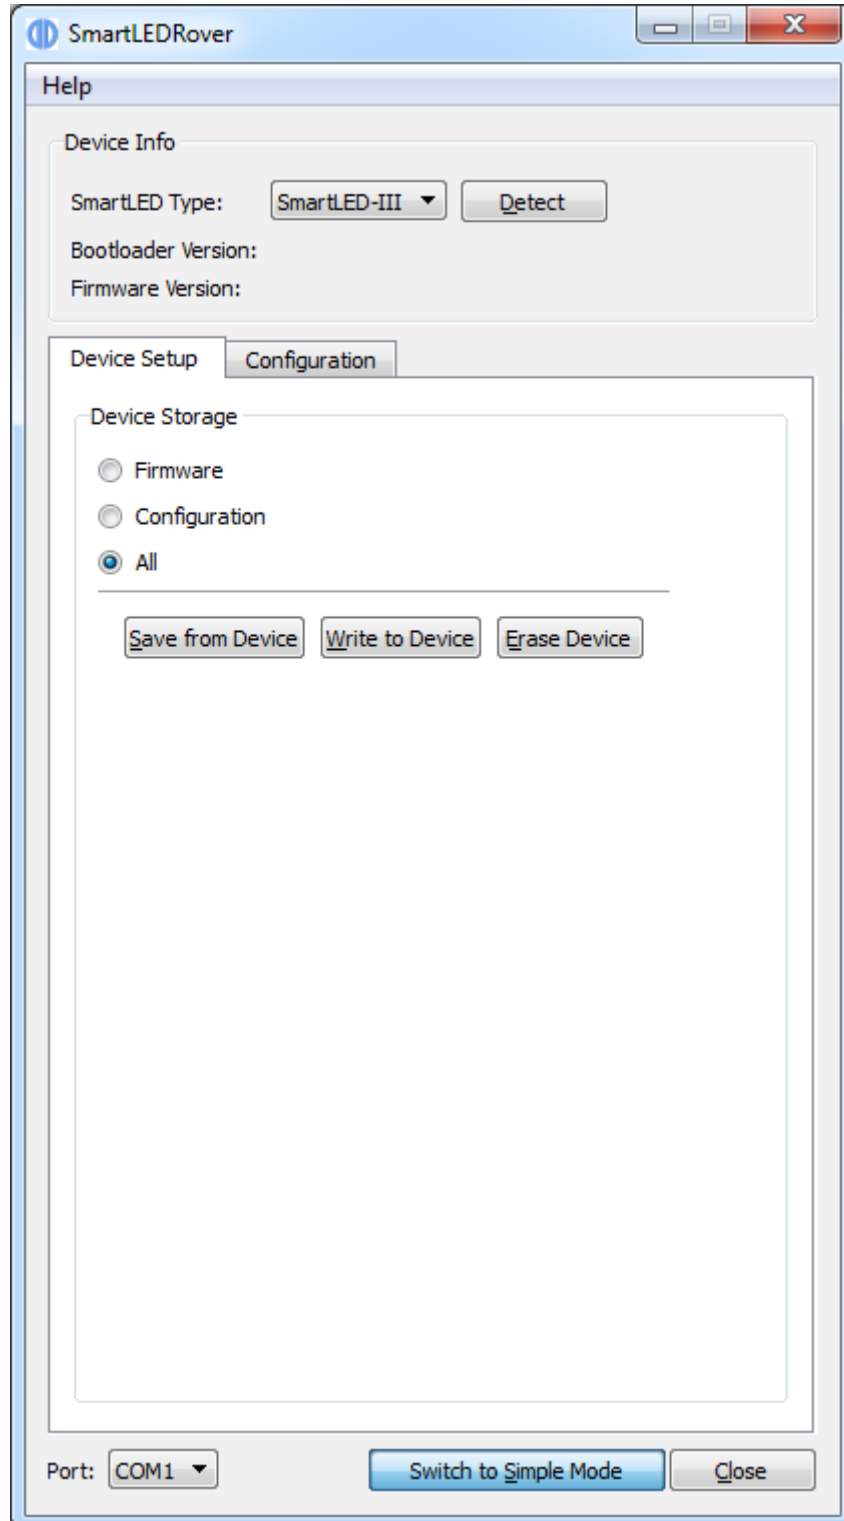 SmartLEDRover
Help
Device Info
SmartLED Type: SmartLED-III Detect
Bootloader Version:
Firmware Version:
Device Setup Configuration
Device Storage
Firmware
Configuration
All
Save from Device Write to Device Erase Device
Port: COM1 Switch to Simple Mode Close